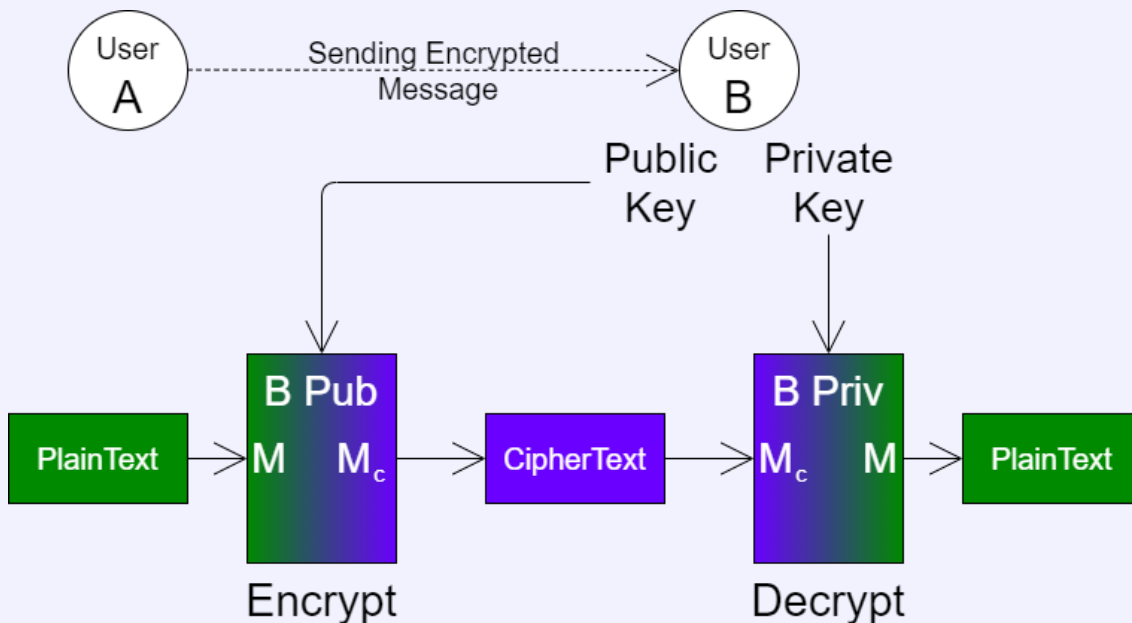 User
A
Sending Encrypted
Message
User
B
Public
Key
Private
Key
PlainText
B Pub
M Mc
CipherText
B Priv
Mc M
PlainText
Encrypt
Decrypt